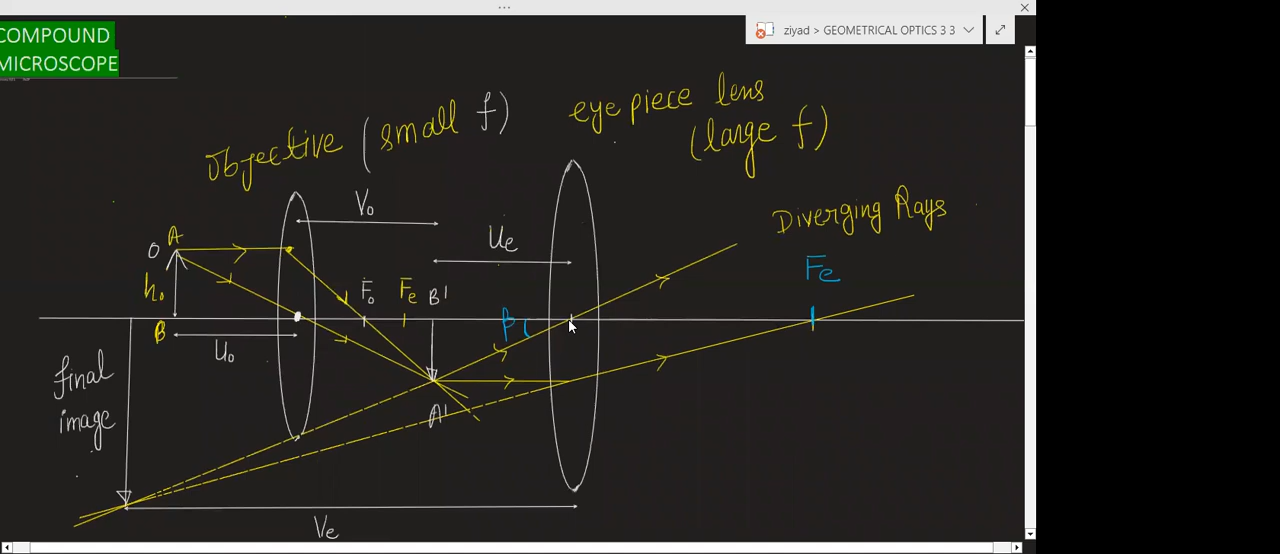 COMPOUND
MICROSCOPE
ziyad > GEOMETRICAL OPTICS 3 3
objective (small f)
eye piece lens
(large f)
Diverging Rays
V₀
Ue
O
A
h₀
B
U₀
F₀
Fe
B'
β
Fe
A'
final
image
Ve